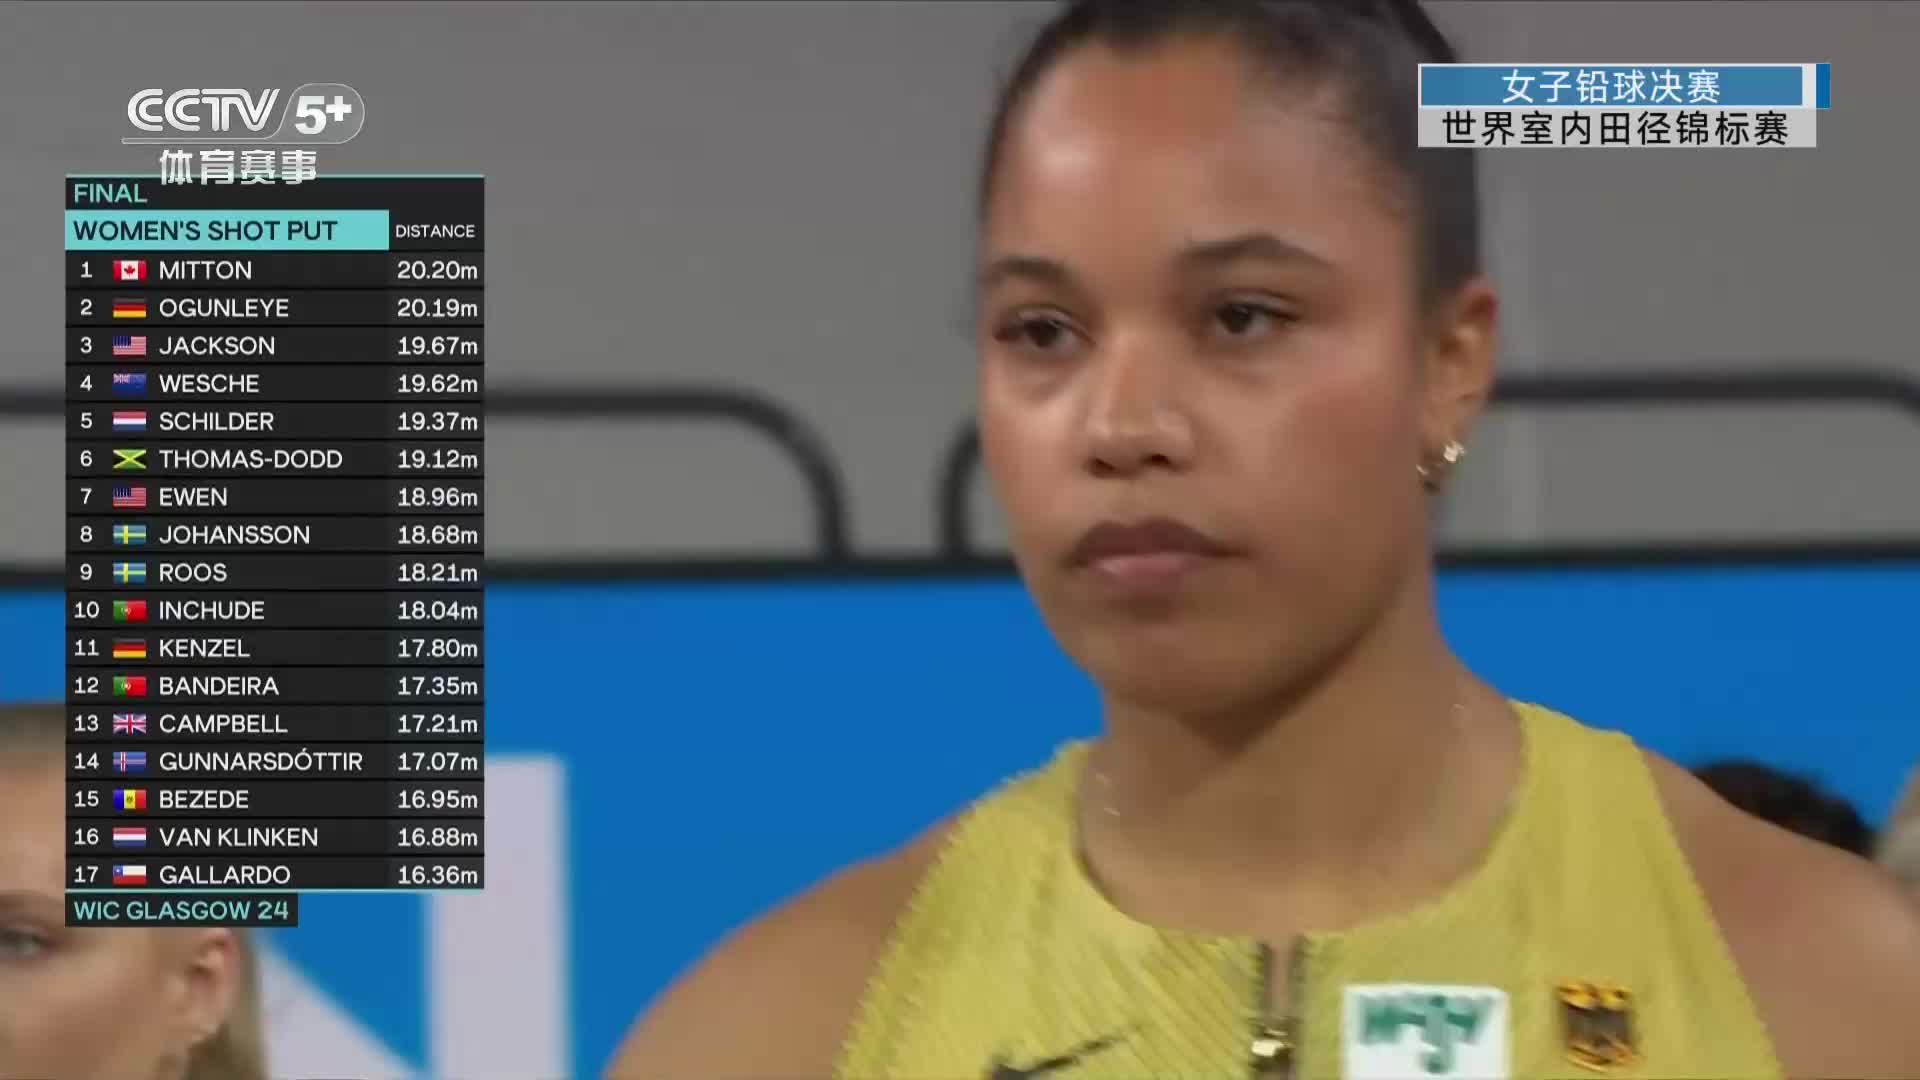 CCTV 5+
体育赛事
女子铅球决赛
世界室内田径锦标赛
FINAL
WOMEN'S SHOT PUT DISTANCE
1 MITTON 20.20m
2 OGUNLEYE 20.19m
3 JACKSON 19.67m
4 WESCHE 19.62m
5 SCHILDER 19.37m
6 THOMAS-DODD 19.12m
7 EWEN 18.96m
8 JOHANSSON 18.68m
9 ROOS 18.21m
10 INCHUDE 18.04m
11 KENZEL 17.80m
12 BANDEIRA 17.35m
13 CAMPBELL 17.21m
14 GUNNARSDÓTTIR 17.07m
15 BEZEDE 16.95m
16 VAN KLINKEN 16.88m
17 GALLARDO 16.36m
WIC GLASGOW 24